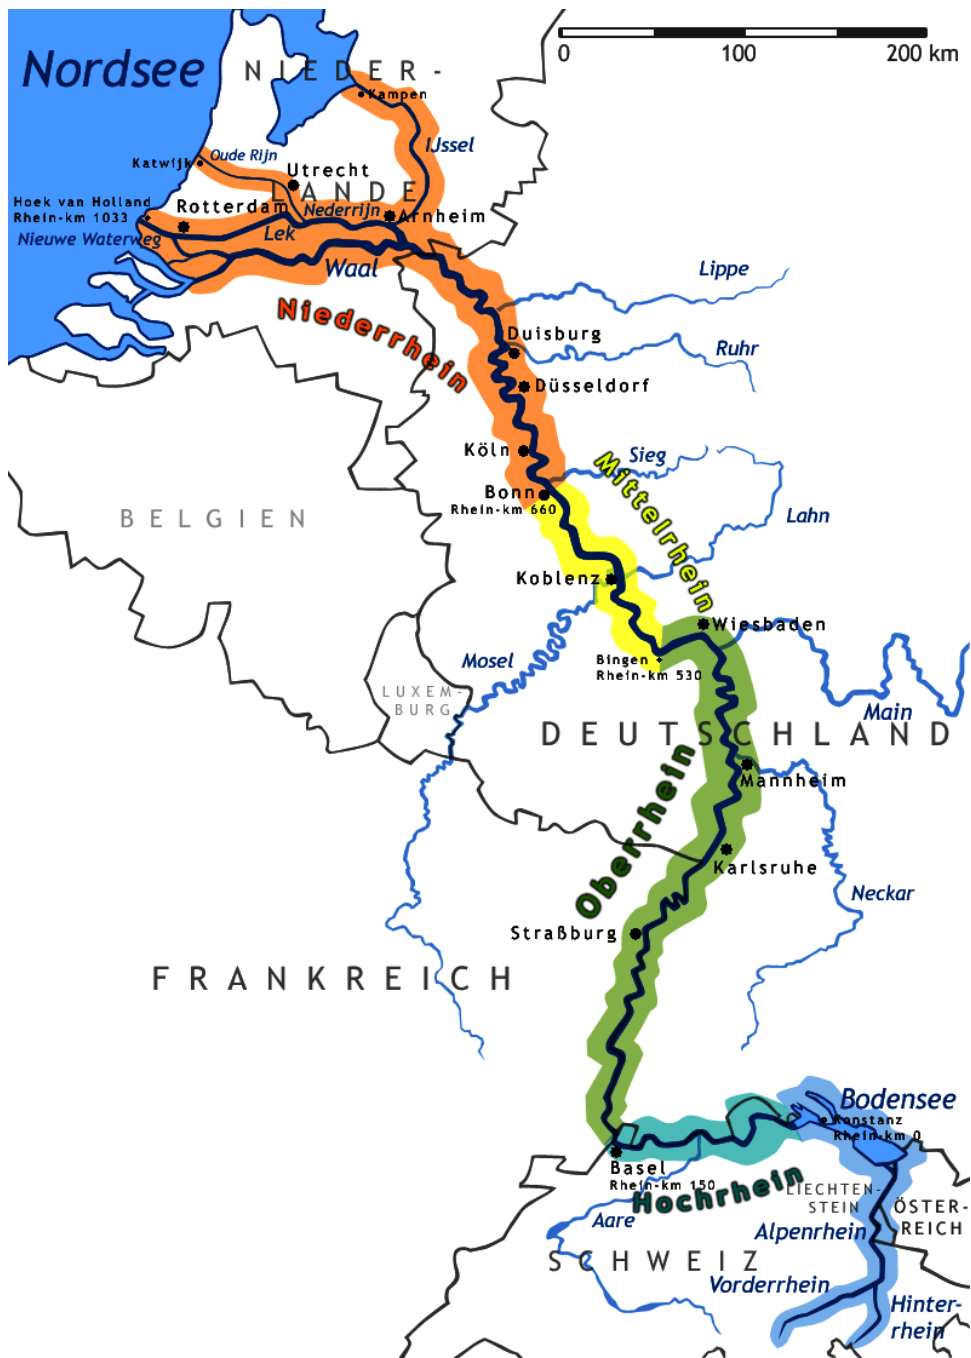 0 100 200 km
Nordsee
NIEDER-
LANDE
Kampen
IJssel
Katwijk
Oude Rijn
Utrecht
Hoek van Holland
Rhein-km 1033
Rotterdam
Nederrijn
Arnheim
Nieuwe Waterweg
Lek
Waal
Lippe
Niederrhein
Duisburg
Ruhr
Düsseldorf
Köln
Sieg
Mittelrhein
Bonn
Rhein-km 660
BELGIEN
Lahn
Koblenz
Wiesbaden
Mosel
Bingen
Rhein-km 530
LUXEM-
BURG
Main
DEUTSCHLAND
Oberrhein
Mannheim
Karlsruhe
Neckar
Straßburg
FRANKREICH
Bodensee
Konstanz
Rhein-km 0
Basel
Rhein-km 150
Hochrhein
LIECHTEN-
STEIN
ÖSTER-
REICH
Aare
Alpenrhein
SCHWEIZ
Vorderrhein
Hinter-
rhein